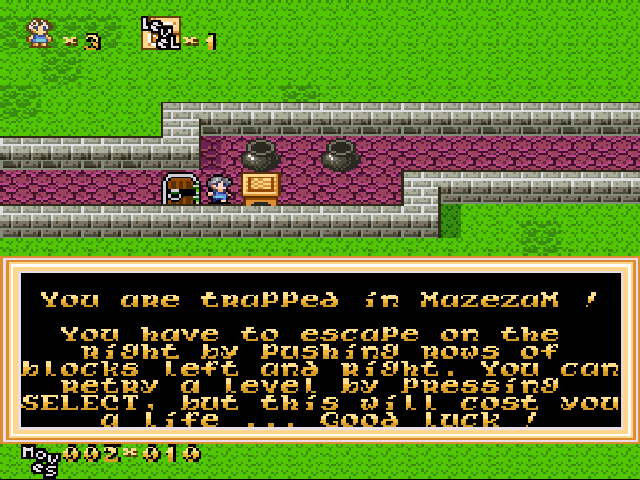 × 3 LVL × 1
You are trapped in MazezaM !
You have to escape on the
right by pushing rows of
blocks left and right. You can
retry a level by pressing
SELECT, but this will cost you
a life ... Good luck !
Moves 002×010